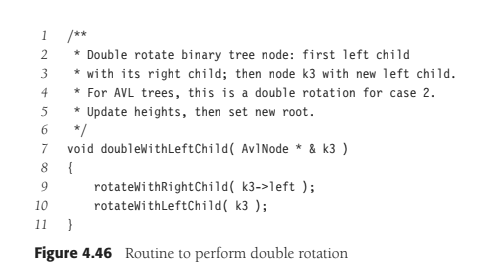 1 /**
2 * Double rotate binary tree node: first left child
3 * with its right child; then node k3 with new left child.
4 * For AVL trees, this is a double rotation for case 2.
5 * Update heights, then set new root.
6 */
7 void doubleWithLeftChild( AvlNode * & k3 )
8 {
9 rotateWithRightChild( k3->left );
10 rotateWithLeftChild( k3 );
11 }
Figure 4.46 Routine to perform double rotation